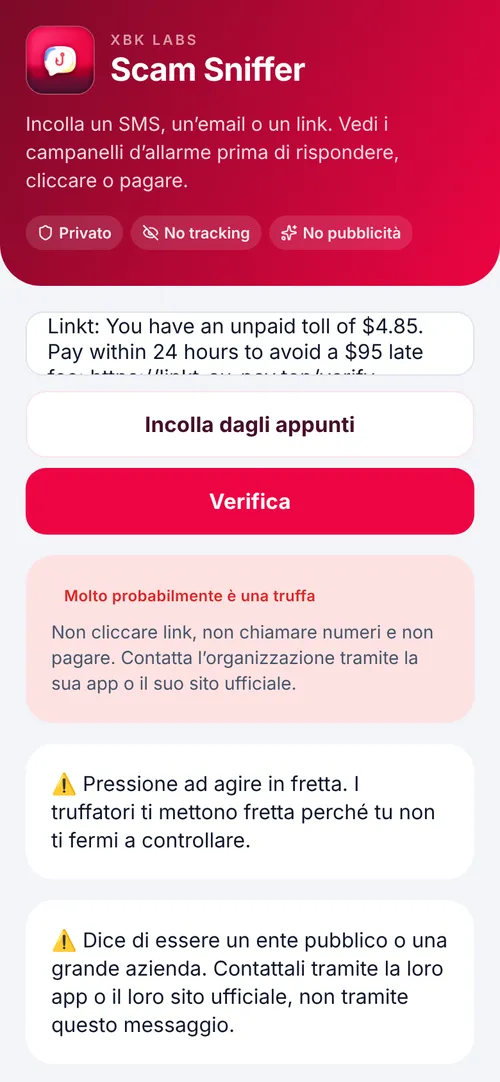 XBK LABS
Scam Sniffer
Incolla un SMS, un’email o un link. Vedi i
campanelli d’allarme prima di rispondere,
cliccare o pagare.
Privato
No tracking
No pubblicità
Linkt: You have an unpaid toll of $4.85.
Pay within 24 hours to avoid a $95 late
Incolla dagli appunti
Verifica
Molto probabilmente è una truffa
Non cliccare link, non chiamare numeri e non
pagare. Contatta l’organizzazione tramite la
sua app o il suo sito ufficiale.
⚠️ Pressione ad agire in fretta. I
truffatori ti mettono fretta perché tu non
ti fermi a controllare.
⚠️ Dice di essere un ente pubblico o una
grande azienda. Contattali tramite la loro
app o il loro sito ufficiale, non tramite
questo messaggio.